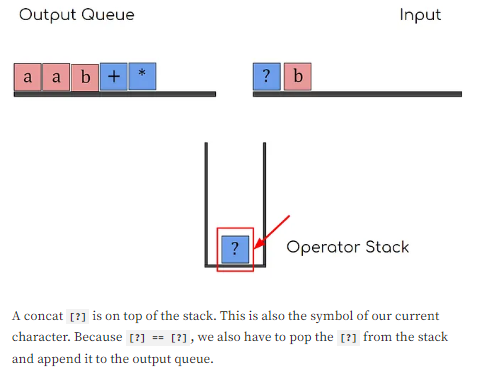 Output Queue Input
a a b + * ? b
?
Operator Stack
A concat [?] is on top of the stack. This is also the symbol of our current
character. Because [?] == [?], we also have to pop the [?] from the stack
and append it to the output queue.